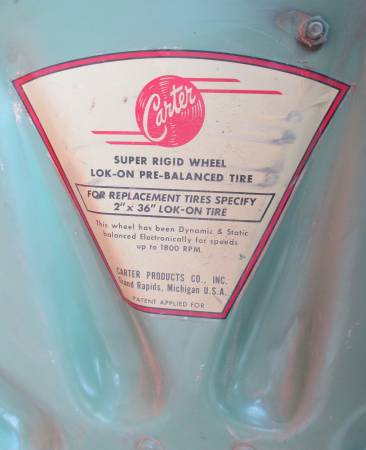 Carter
SUPER RIGID WHEEL
LOK-ON PRE-BALANCED TIRE
FOR REPLACEMENT TIRES SPECIFY
2" x 36" LOK-ON TIRE
This wheel has been Dynamic & Static
balanced Electronically for speeds
up to 1800 RPM.
CARTER PRODUCTS CO., INC.
Grand Rapids, Michigan U.S.A.
PATENT APPLIED FOR